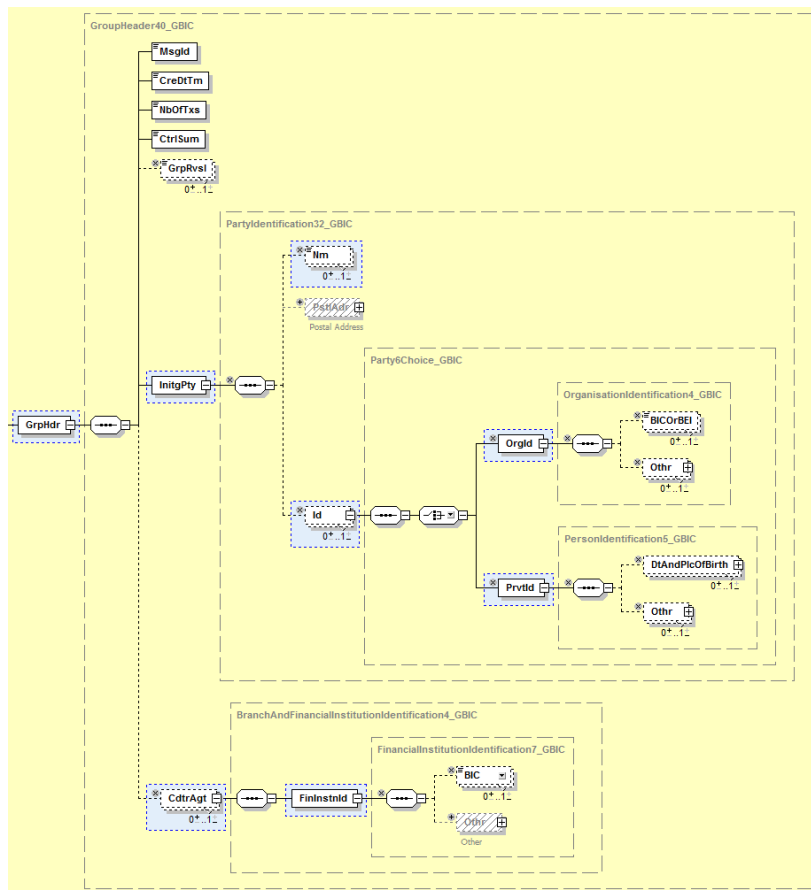 GroupHeader40_GBIC
MsgId
CreDtTm
NbOfTxs
CtrlSum
GrpRvsl
0±..1±
PartyIdentification32_GBIC
Nm
0±..1±
PstlAdr
Postal Address
Party6Choice_GBIC
OrganisationIdentification4_GBIC
BICOrBEI
0±..1±
OrgId
Othr
0±..1±
InitgPty
GrpHdr
Id
0±..1±
PersonIdentification5_GBIC
DtAndPlcOfBirth
0±..1±
PrvtId
Othr
0±..1±
BranchAndFinancialInstitutionIdentification4_GBIC
FinancialInstitutionIdentification7_GBIC
BIC
0±..1±
CdtrAgt
0±..1±
FinInstnId
Othr
Other